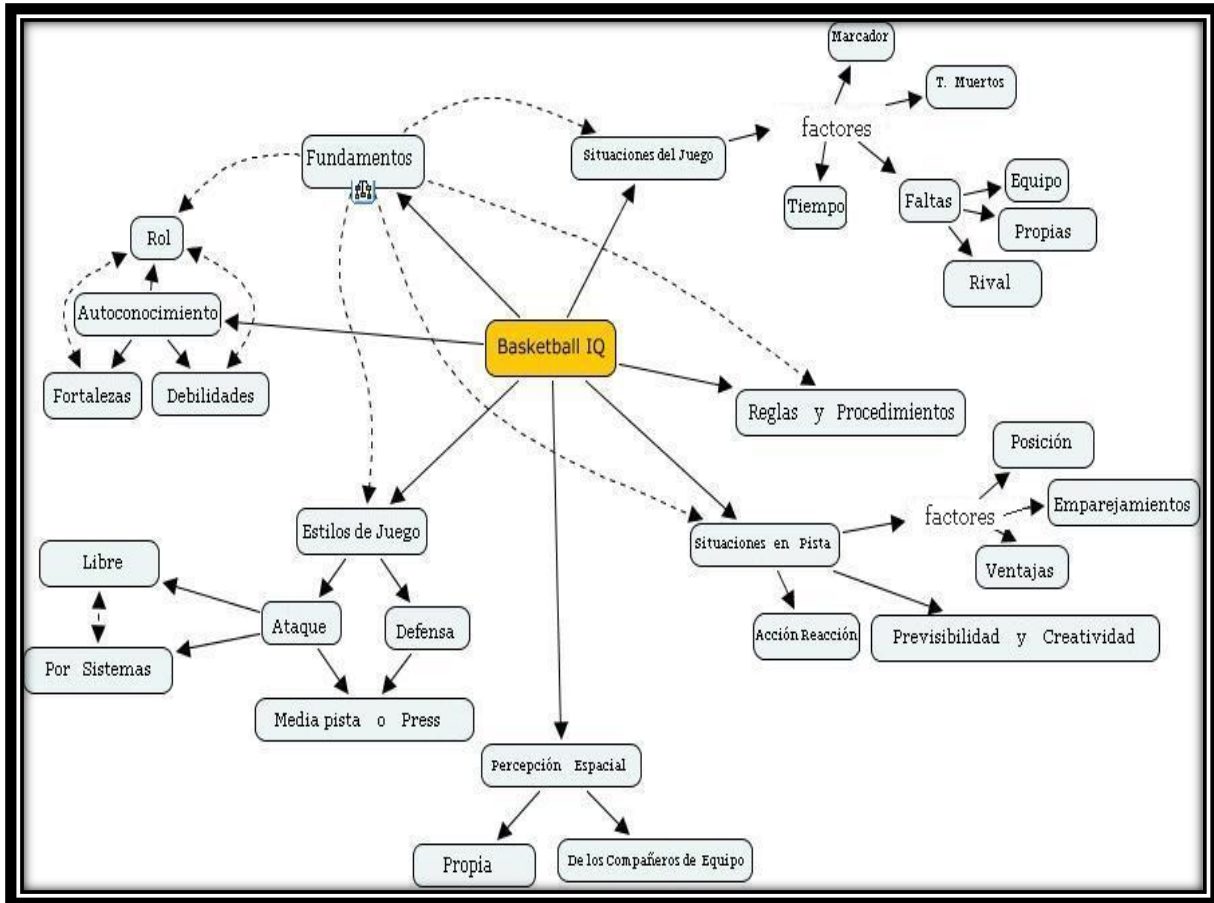 Marcador
T. Muertos
factores
Fundamentos
Situaciones del Juego
Equipo
Tiempo
Faltas
Propias
Rol
Rival
Autoconocimiento
Basketball IQ
Fortalezas
Debilidades
Reglas y Procedimientos
Posición
Emparejamientos
factores
Estilos de Juego
Situaciones en Pista
Libre
Ventajas
Ataque
Defensa
Acción Reacción
Previsibilidad y Creatividad
Por Sistemas
Media pista o Press
Percepción Espacial
Propia
De los Compañeros de Equipo